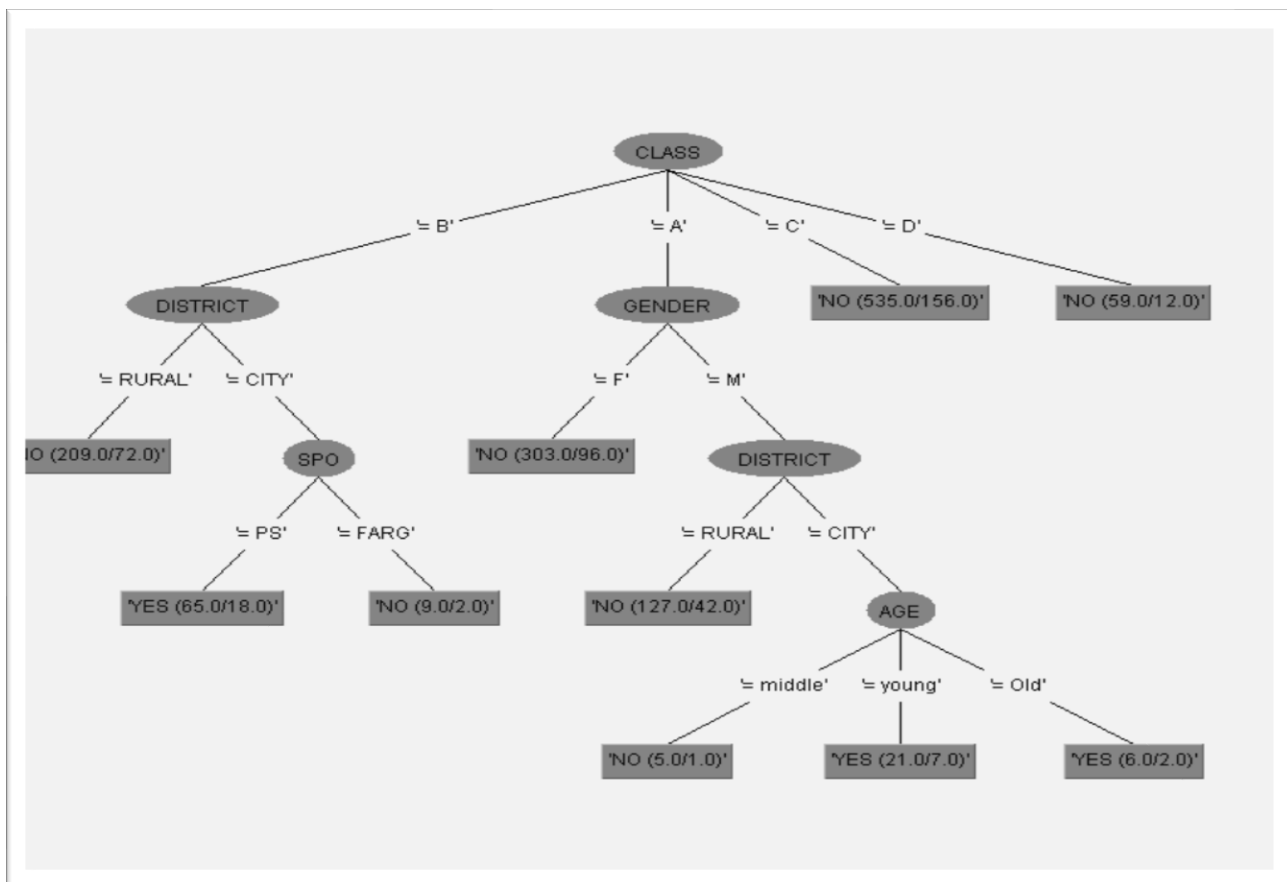 CLASS
'= B' '= A' '= C' '= D'
DISTRICT GENDER 'NO (535.0/156.0)' 'NO (59.0/12.0)'
'= RURAL' '= CITY' '= F' '= M'
NO (209.0/72.0)' SPO 'NO (303.0/96.0)' DISTRICT
'= PS' '= FARG' '= RURAL' '= CITY'
'YES (65.0/18.0)' 'NO (9.0/2.0)' 'NO (127.0/42.0)' AGE
'= middle' '= young' '= Old'
'NO (5.0/1.0)' 'YES (21.0/7.0)' 'YES (6.0/2.0)'